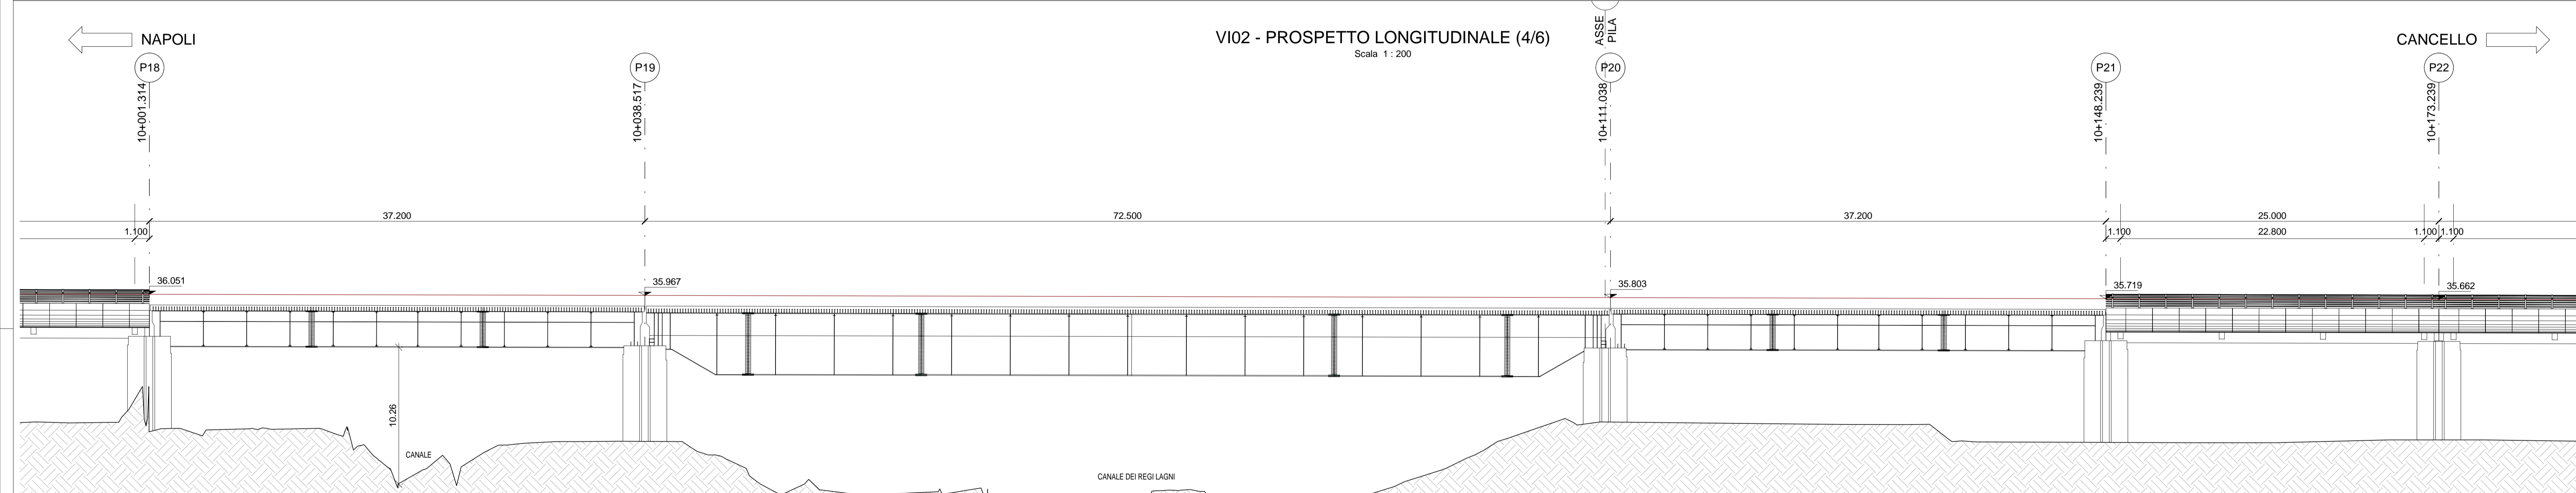 NAPOLI
VI02 - PROSPETTO LONGITUDINALE (4/6)
Scala 1 : 200
ASSE
PILA
CANCELLO
P18
P19
P20
P21
P22
10+001.314
10+038.517
10+111.038
10+148.239
10+173.239
37.200
72.500
37.200
25.000
1.100
1.100
22.800
1.100
1.100
36.051
35.967
35.803
35.719
35.662
10.26
CANALE
CANALE DEI REGI LAGNI